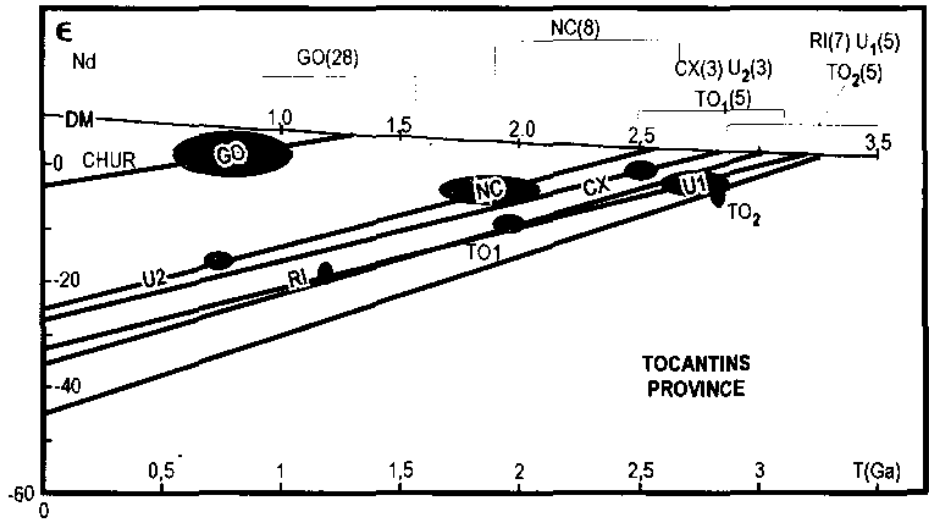 ϵ
Nd
NC(8)
GO(28)
RI(7) U1(5)
CX(3) U2(3)
TO2(5)
TO1(5)
DM
1,0
1,5
2,0
2,5
3,5
0
CHUR
GO
NC
CX
U1
TO2
TO1
U2
RI
-20
-40
-60
TOCANTINS
PROVINCE
0
0,5
1
1,5
2
2,5
3
T(Ga)